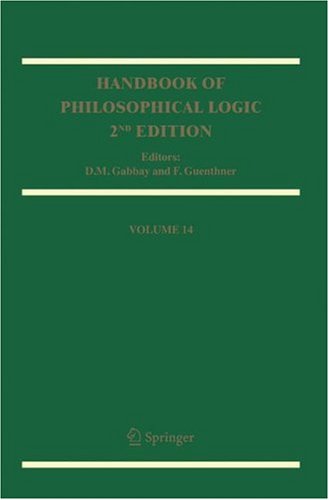 HANDBOOK OF
PHILOSOPHICAL LOGIC
2ND EDITION
Editors:
D.M. Gabbay and F. Guenthner
VOLUME 14
Springer